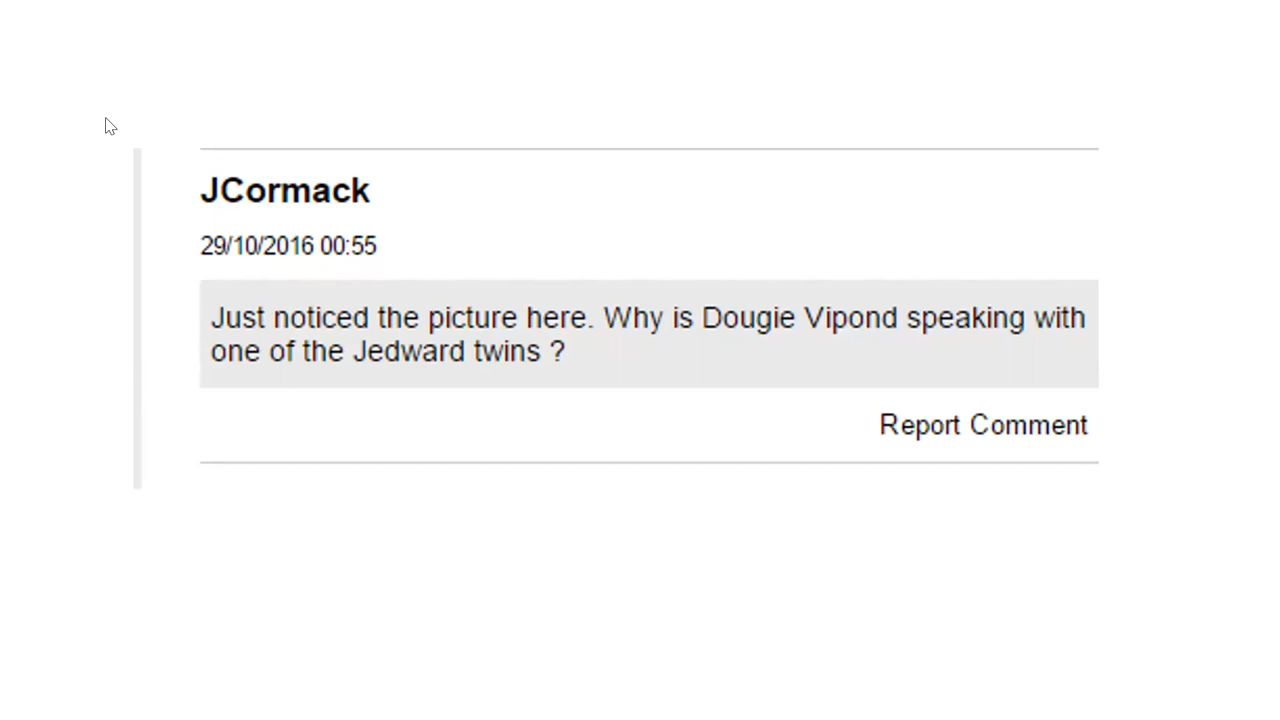 JCormack
29/10/2016 00:55
Just noticed the picture here. Why is Dougie Vipond speaking with
one of the Jedward twins ?
Report Comment